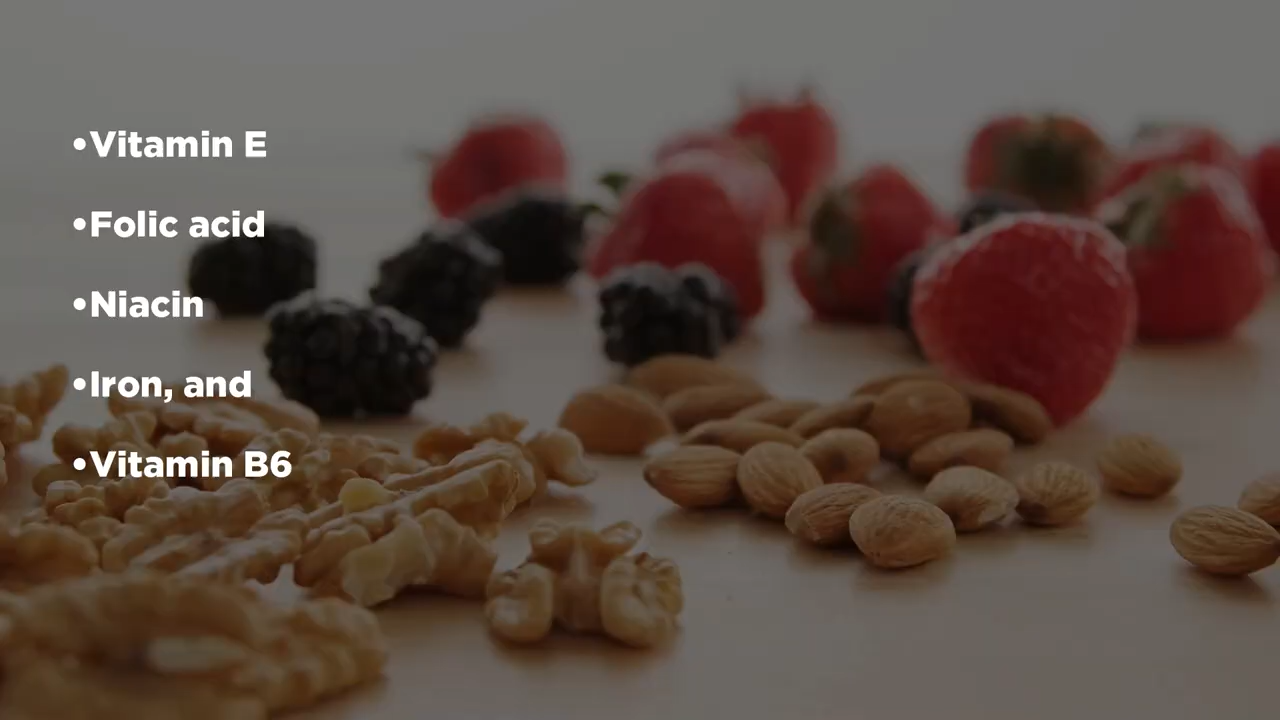 •Vitamin E
•Folic acid
•Niacin
•Iron, and
•Vitamin B6